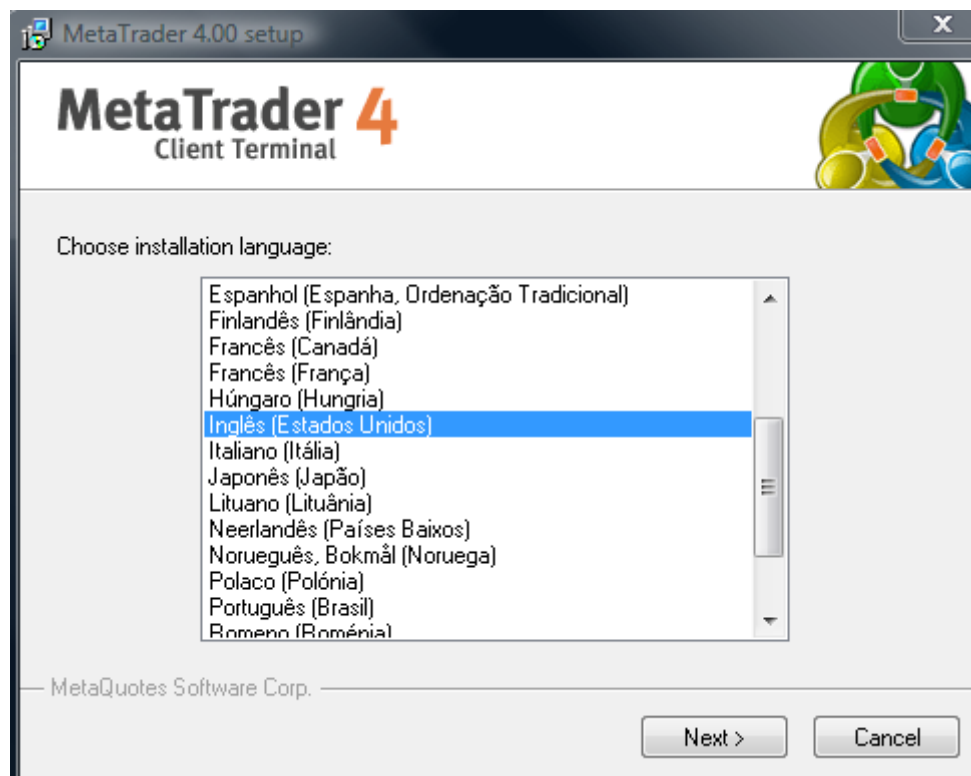 MetaTrader 4.00 setup
MetaTrader 4
Client Terminal
Choose installation language:
Espanhol (Espanha, Ordenação Tradicional)
Finlandês (Finlândia)
Francês (Canadá)
Francês (França)
Húngaro (Hungria)
Inglês (Estados Unidos)
Italiano (Itália)
Japonês (Japão)
Lituano (Lituânia)
Neerlandês (Países Baixos)
Norueguês, Bokmål (Noruega)
Polaco (Polónia)
Português (Brasil)
Romeno (Roménia)
MetaQuotes Software Corp.
Next > Cancel